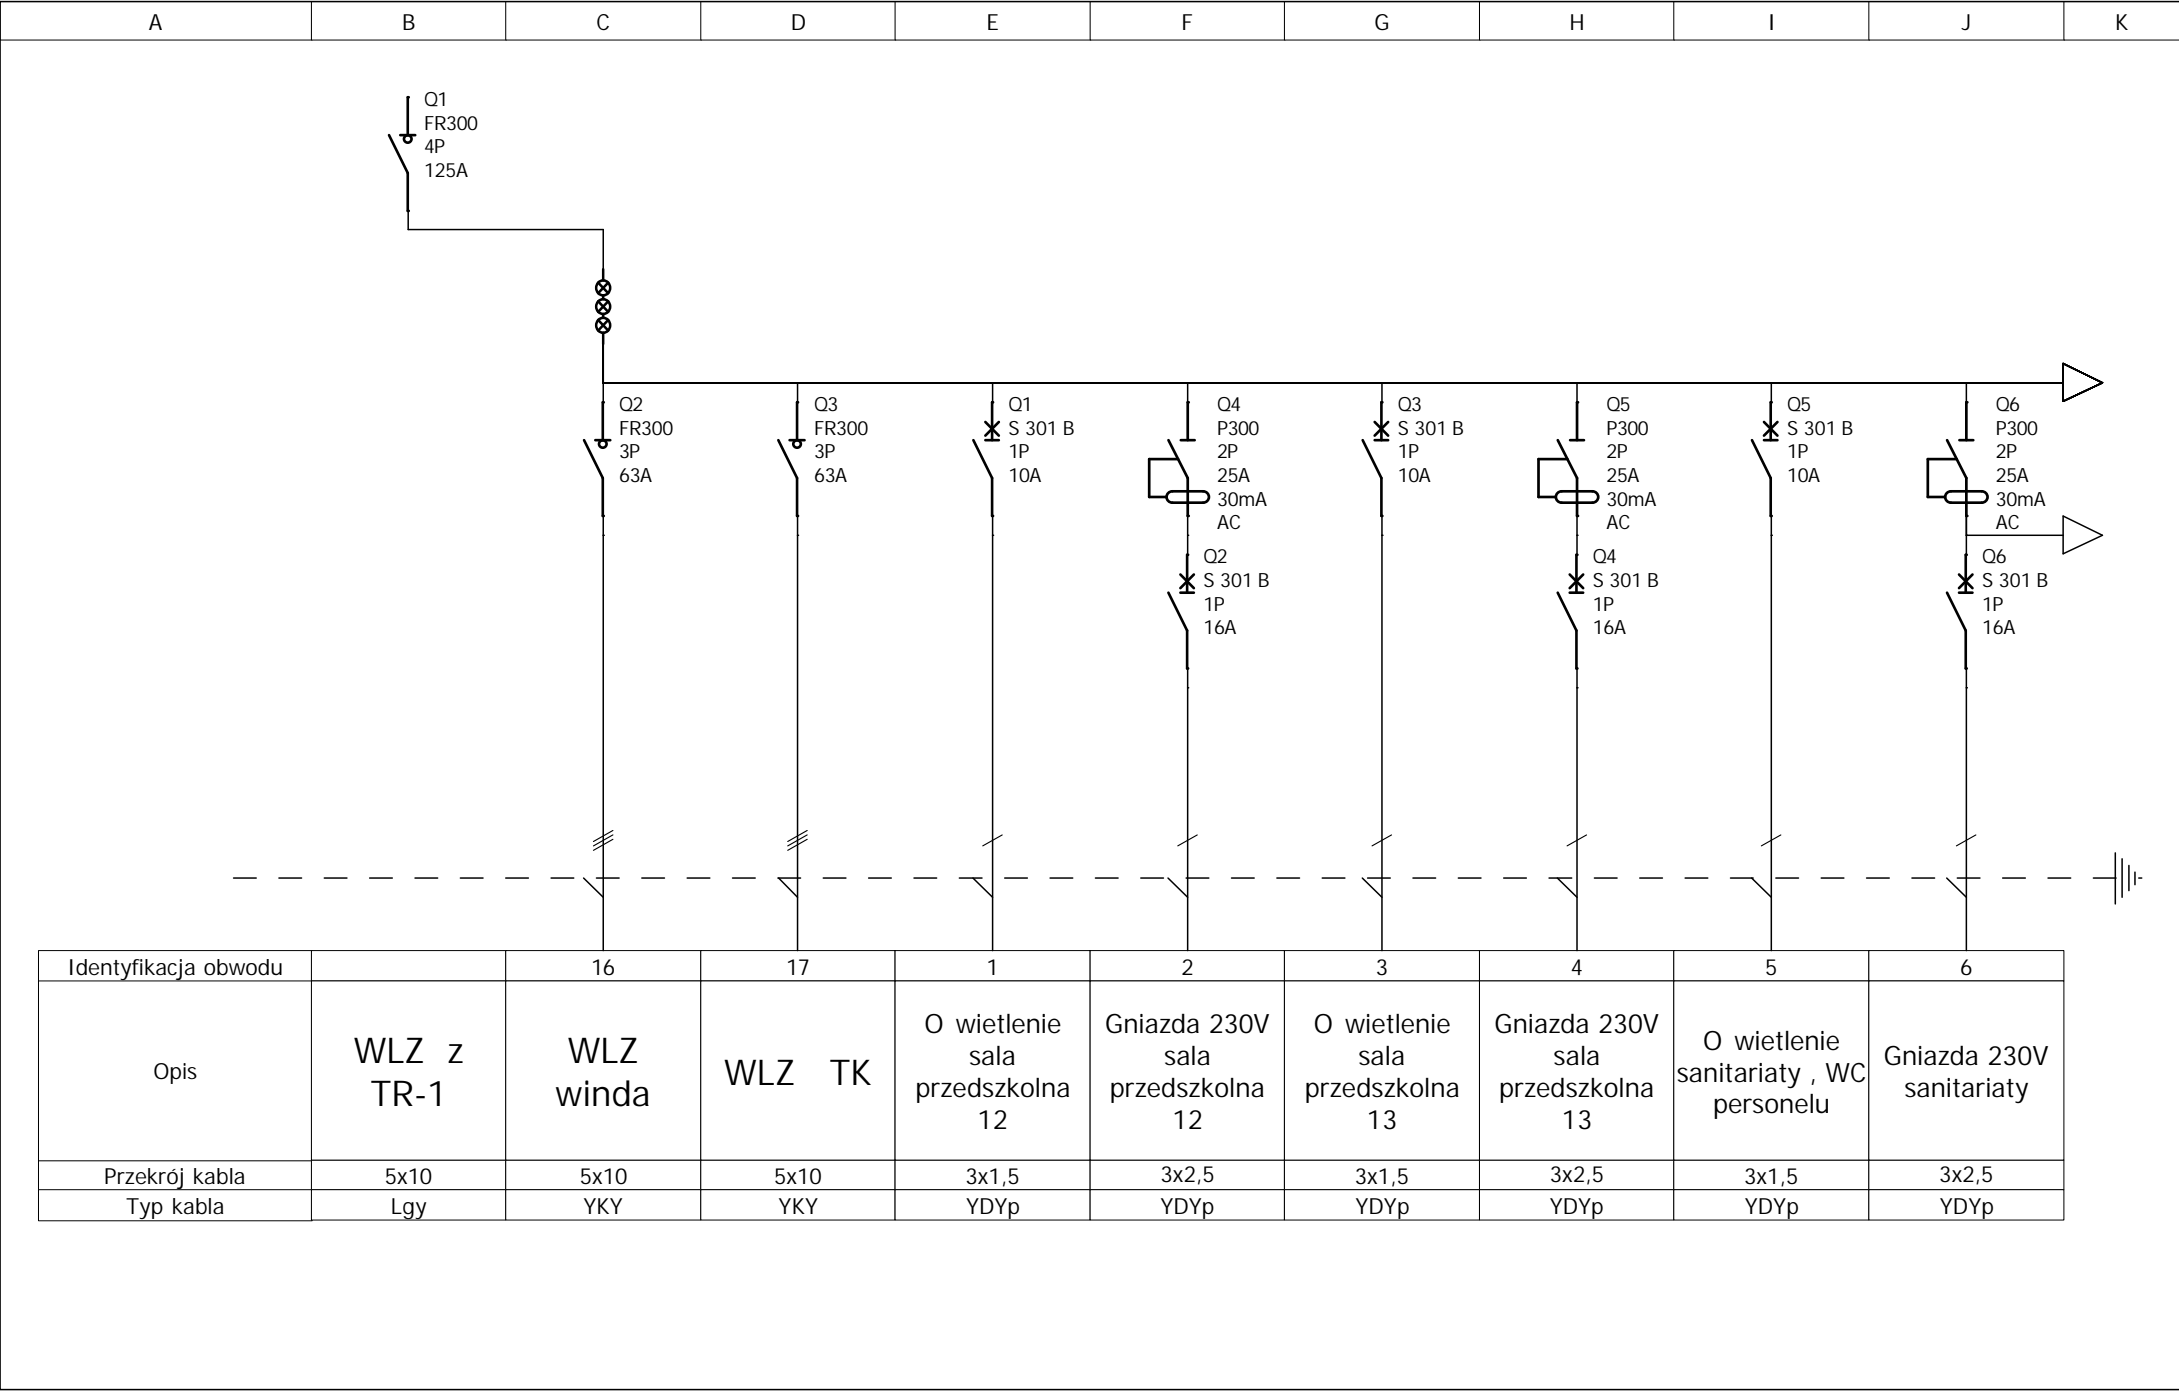 A B C D E F G H I J K
Q1
FR300
4P
125A
Q2
FR300
3P
63A
Q3
FR300
3P
63A
Q1
S 301 B
1P
10A
Q4
P300
2P
25A
30mA
AC
Q2
S 301 B
1P
16A
Q3
S 301 B
1P
10A
Q5
P300
2P
25A
30mA
AC
Q4
S 301 B
1P
16A
Q5
S 301 B
1P
10A
Q6
P300
2P
25A
30mA
AC
Q6
S 301 B
1P
16A
Identyfikacja obwodu 16 17 1 2 3 4 5 6
Opis
WLZ z
TR-1
WLZ
winda
WLZ TK
O wietlenie
sala
przedszkolna
12
Gniazda 230V
sala
przedszkolna
12
O wietlenie
sala
przedszkolna
13
Gniazda 230V
sala
przedszkolna
13
O wietlenie
sanitariaty , WC
personelu
Gniazda 230V
sanitariaty
Przekrój kabla 5x10 5x10 5x10 3x1,5 3x2,5 3x1,5 3x2,5 3x1,5 3x2,5
Typ kabla Lgy YKY YKY YDYp YDYp YDYp YDYp YDYp YDYp